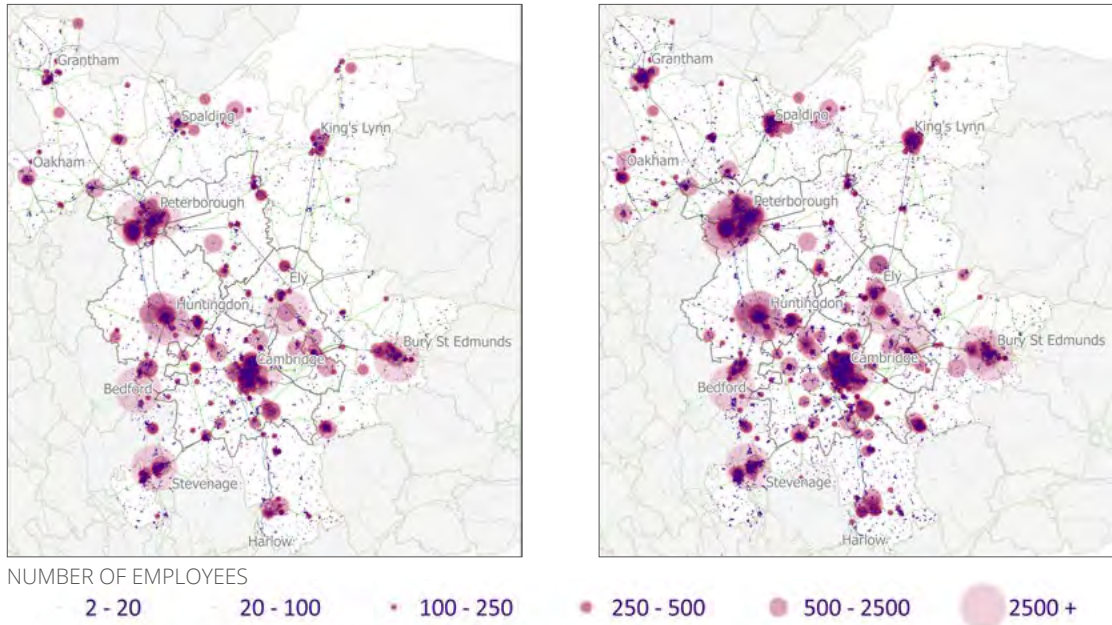 Grantham
Spalding
King's Lynn
Oakham
Peterborough
Ely
Huntingdon
Bury St Edmunds
Cambridge
Bedford
Stevenage
Harlow
Grantham
Spalding
King's Lynn
Oakham
Peterborough
Ely
Huntingdon
Bury St Edmunds
Cambridge
Bedford
Stevenage
Harlow
NUMBER OF EMPLOYEES
2 - 20 20 - 100 100 - 250 250 - 500 500 - 2500 2500 +